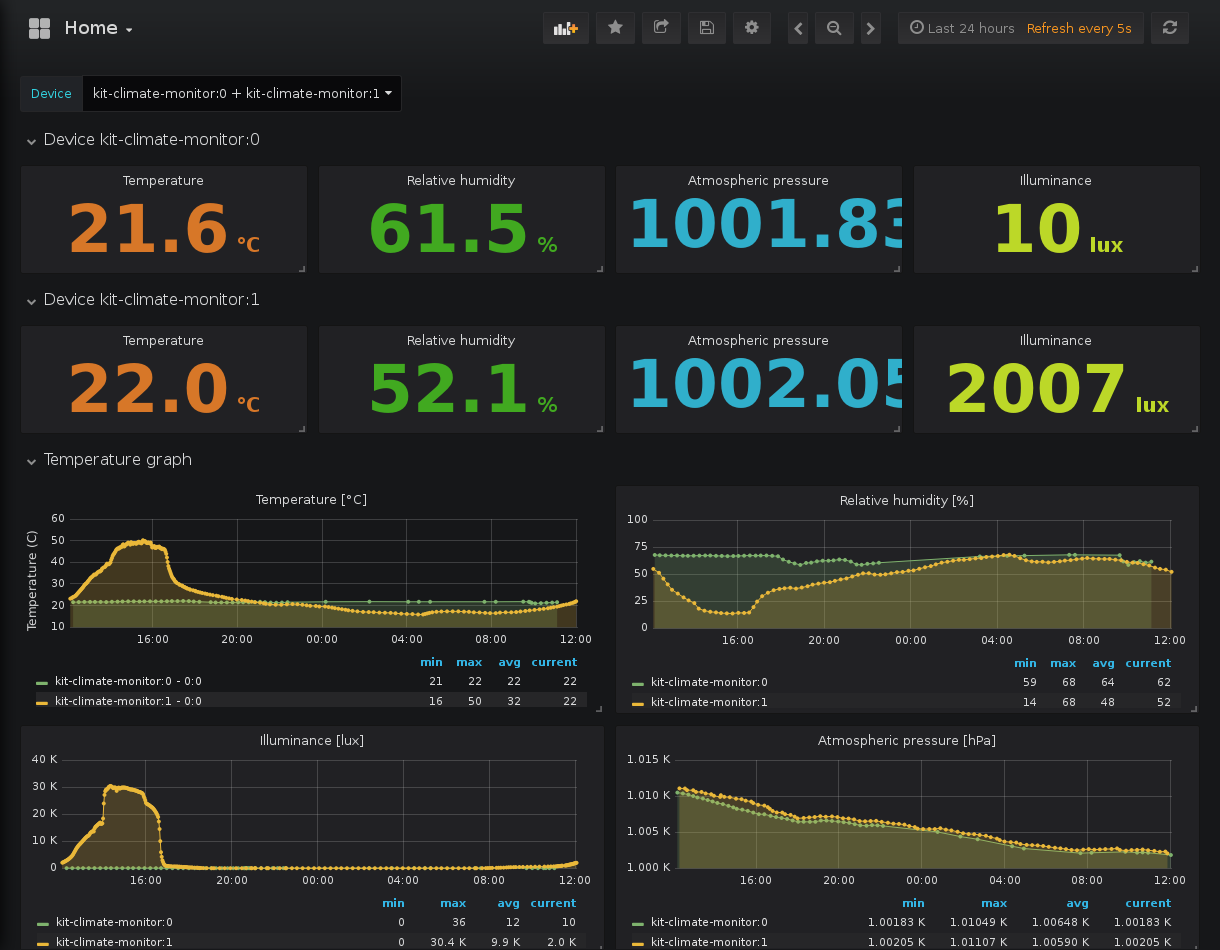 Home
Last 24 hours Refresh every 5s
Device kit-climate-monitor:0 + kit-climate-monitor:1
Device kit-climate-monitor:0
Temperature Relative humidity Atmospheric pressure Illuminance
21.6 °C 61.5 % 1001.83 10 lux
Device kit-climate-monitor:1
Temperature Relative humidity Atmospheric pressure Illuminance
22.0 °C 52.1 % 1002.05 2007 lux
Temperature graph
Temperature [°C]
Temperature (C)
60
50
40
30
20
10
16:00 20:00 00:00 04:00 08:00 12:00
min max avg current
kit-climate-monitor:0 - 0:0 21 22 22 22
kit-climate-monitor:1 - 0:0 16 50 32 22
Relative humidity [%]
100
75
50
25
0
16:00 20:00 00:00 04:00 08:00 12:00
min max avg current
kit-climate-monitor:0 59 68 64 62
kit-climate-monitor:1 14 68 48 52
Illuminance [lux]
40 K
30 K
20 K
10 K
0
16:00 20:00 00:00 04:00 08:00 12:00
min max avg current
kit-climate-monitor:0 0 36 12 10
kit-climate-monitor:1 0 30.4 K 9.9 K 2.0 K
Atmospheric pressure [hPa]
1.015 K
1.010 K
1.005 K
1.000 K
16:00 20:00 00:00 04:00 08:00 12:00
min max avg current
kit-climate-monitor:0 1.00183 K 1.01049 K 1.00648 K 1.00183 K
kit-climate-monitor:1 1.00205 K 1.01107 K 1.00590 K 1.00205 K